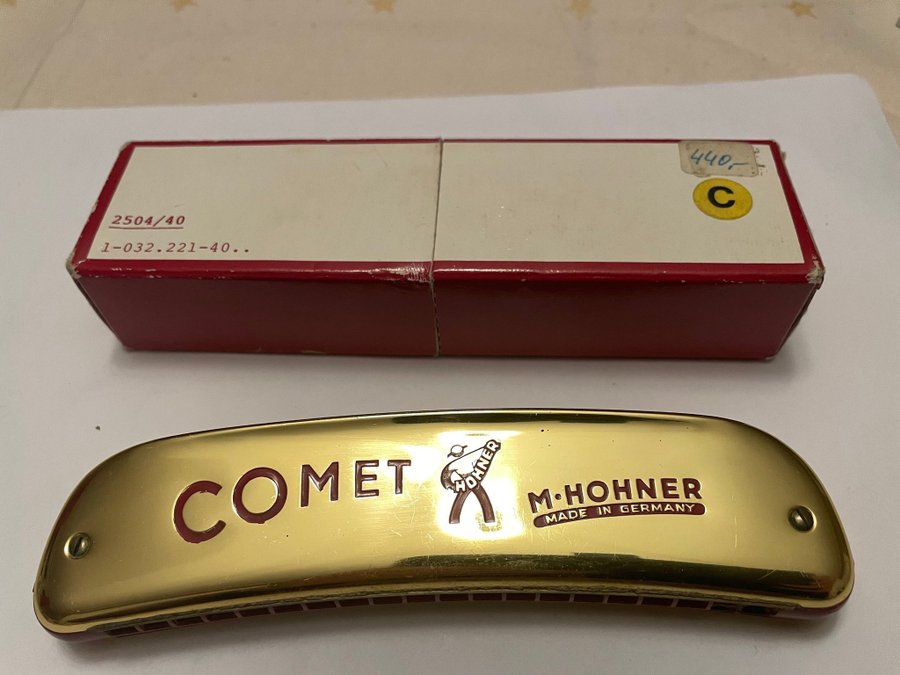 440,-
C
2504/40
1-032.221-40..
COMET
HOHNER
M·HOHNER
MADE IN GERMANY